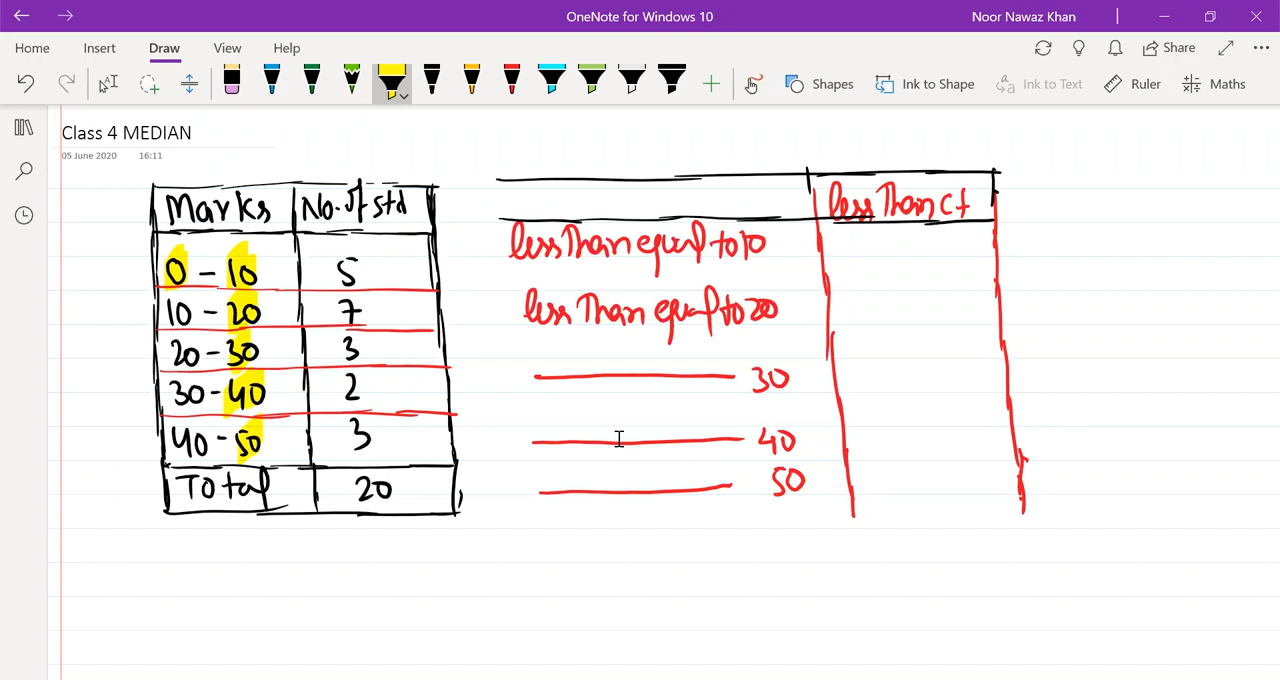 OneNote for Windows 10
Noor Nawaz Khan
Home Insert Draw View Help
Share
Shapes Ink to Shape Ink to Text Ruler Maths
Class 4 MEDIAN
05 June 2020 16:11
Marks No. of std
0 - 10 5
10 - 20 7
20 - 30 3
30 - 40 2
40 - 50 3
Total 20
less Than cf
less Than equal to 10
less Than equal to 20
30
40
50